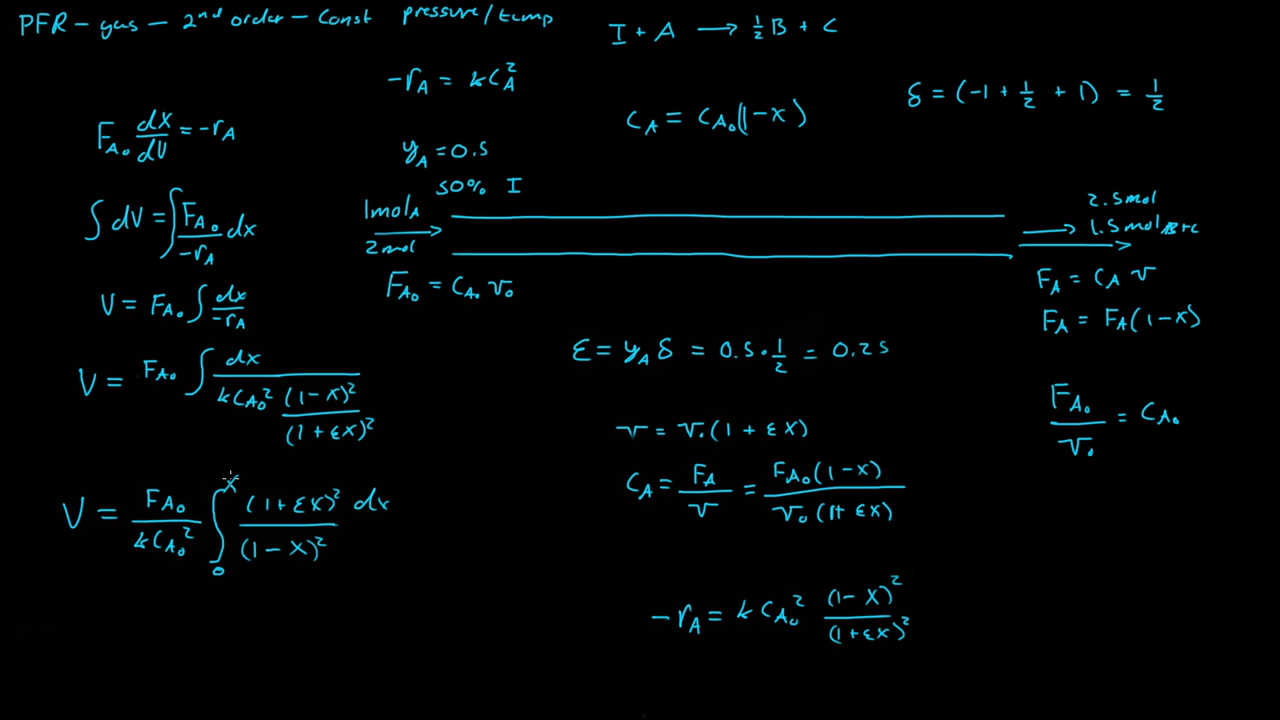 PFR - gas - 2nd order - Const pressure/temp
I + A → ½B + C
-rA = kCA²
δ = (-1 + ½ + 1) = ½
CA = CA₀(1-x)
FA₀ dX/dV = -rA
yA = 0.5
50% I
∫dV = ∫FA₀/-rA dx
1molA
2mol
2.5mol
1.5mol B+C
FA₀ = CA₀ v₀
FA = CA v
V = FA₀ ∫dx/-rA
FA = FA(1-x)
ε = yA δ = 0.5·½ = 0.25
V = FA₀ ∫ dx / kCA₀² (1-X)²/(1+εX)²
FA₀/v₀ = CA₀
v = v₀(1+εX)
CA = FA/v = FA₀(1-x)/v₀(1+εX)
V = FA₀/kCA₀² ∫₀ˣ (1+εX)²/(1-X)² dx
-rA = kCA₀² (1-X)²/(1+εX)²